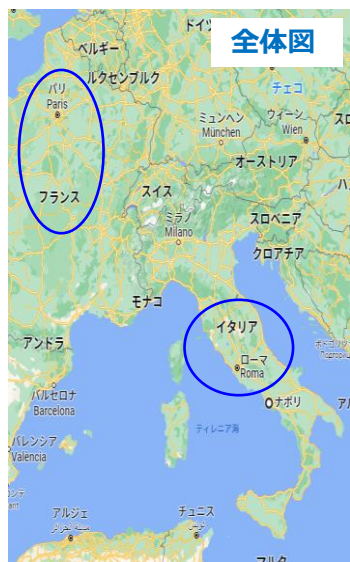 全体図
ドイツ
ベルギー
ルクセンブルク
パリ
Paris
チェコ
ミュンヘン
München
ウィーン
Wien
オーストリア
フランス
スイス
ミラノ
Milano
スロベニア
クロアチア
モナコ
イタリア
アンドラ
ローマ
Roma
バルセロナ
Barcelona
ナポリ
ティレニア海
バレンシア
Valencia
アルジェ
チュニス
تونس
マルタ